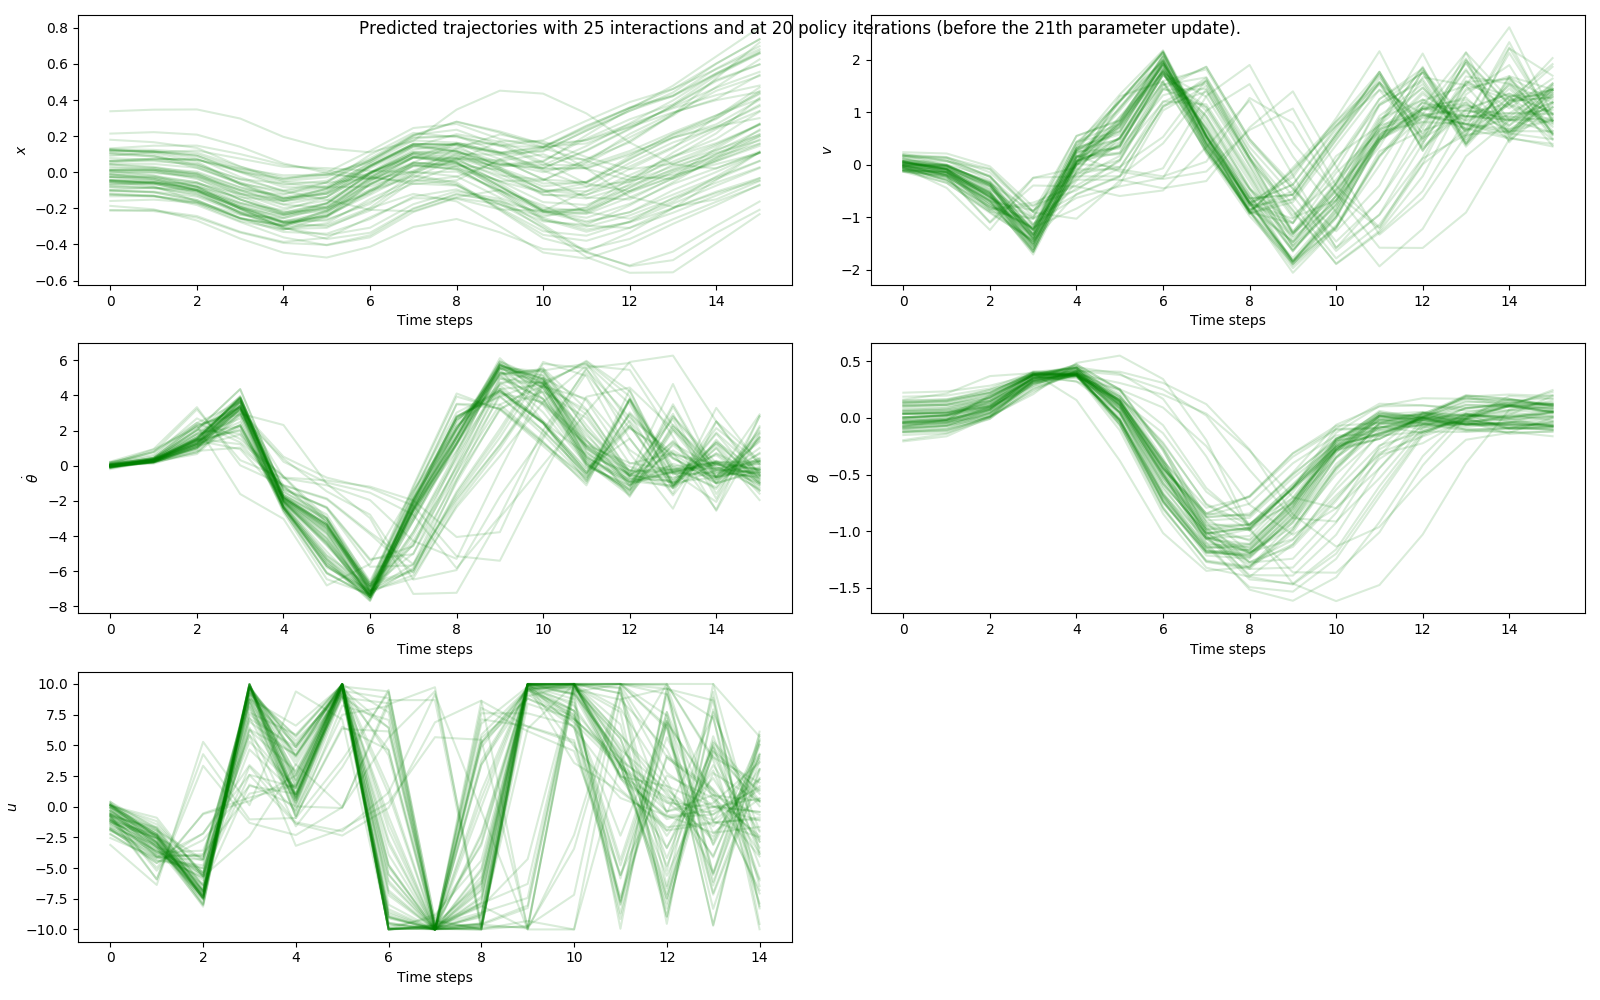 Predicted trajectories with 25 interactions and at 20 policy iterations (before the 21th parameter update).
0.8
0.6
0.4
0.2
0.0
−0.2
−0.4
−0.6
x
0 2 4 6 8 10 12 14
Time steps
2
1
0
−1
−2
v
0 2 4 6 8 10 12 14
Time steps
6
4
2
0
−2
−4
−6
−8
θ̇
0 2 4 6 8 10 12 14
Time steps
0.5
0.0
−0.5
−1.0
−1.5
θ
0 2 4 6 8 10 12 14
Time steps
10.0
7.5
5.0
2.5
0.0
−2.5
−5.0
−7.5
−10.0
u
0 2 4 6 8 10 12 14
Time steps